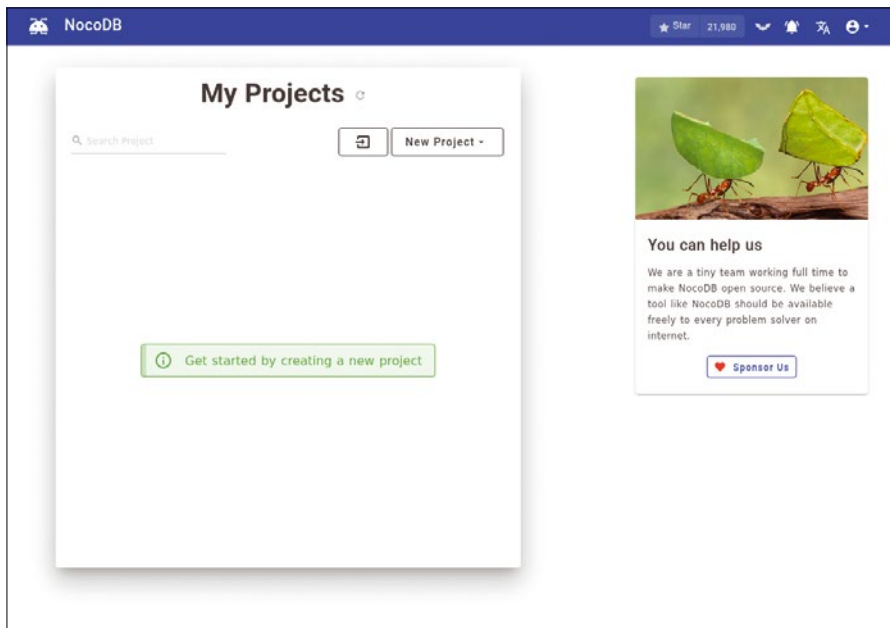 NocoDB
Star 21,980
My Projects
Search Project
New Project
Get started by creating a new project
You can help us
We are a tiny team working full time to
make NocoDB open source. We believe a
tool like NocoDB should be available
freely to every problem solver on
internet.
Sponsor Us